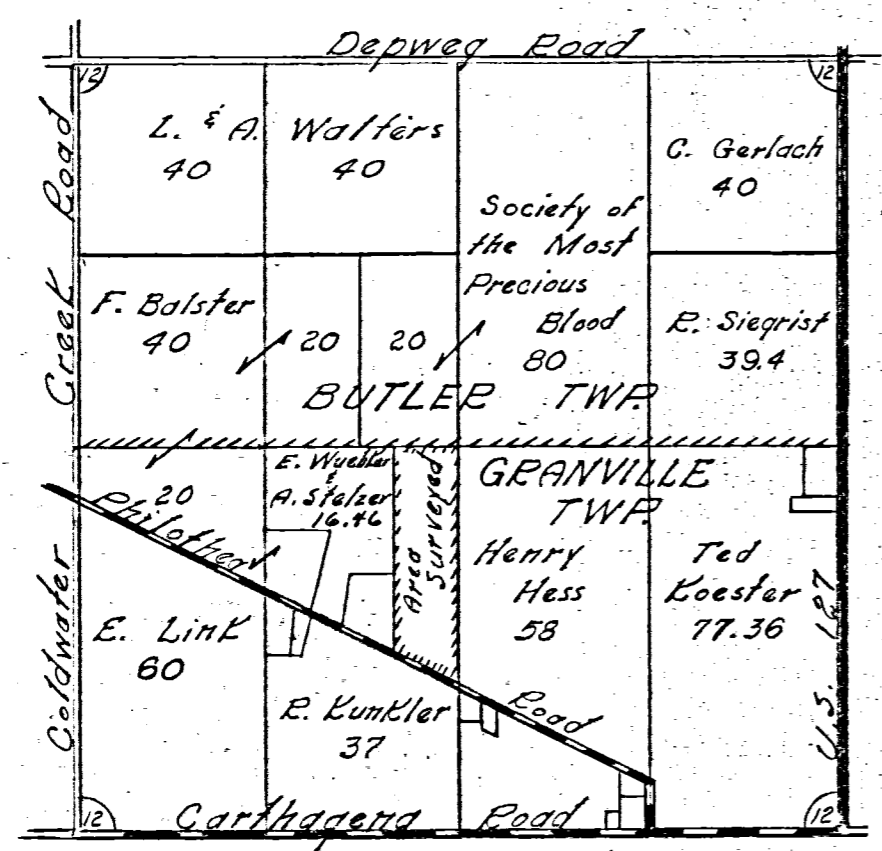 Depweg Road
12
12
L. & A. Walters
40
40
C. Gerlach
40
Creek Road
Society of
the Most
Precious
Blood
80
F. Balster
40
20
20
R. Siegrist
39.4
BUTLER TWP.
E. Wuebler
&
A. Stelzer
16.46
GRANVILLE
TWP.
20
Philothea
Area
Surveyed
Henry
Hess
58
Ted
Koester
77.36
Coldwater
E. Link
60
U.S. 127
R. Kunkler
37
Road
12
Carthagena Road
12